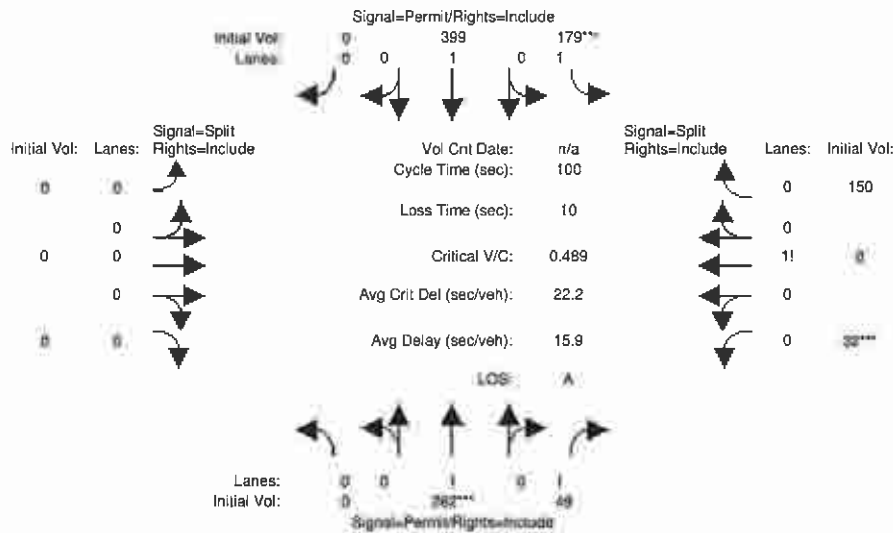 Signal=Permit/Rights=Include
Initial Vol: 0 399 179***
Lanes: 0 0 1 0 1
Signal=Split Signal=Split
Initial Vol: Lanes: Rights=Include Vol Cnt Date: n/a Rights=Include Lanes: Initial Vol:
Cycle Time (sec): 100
0 0 0 150
Loss Time (sec): 10
0 0
0 0 Critical V/C: 0.489 1! 0
0 Avg Crit Del (sec/veh): 22.2 0
0 0 Avg Delay (sec/veh): 15.9 0 32***
LOS: A
Lanes: 0 0 1 0 1
Initial Vol: 0 262*** 49
Signal=Permit/Rights=Include